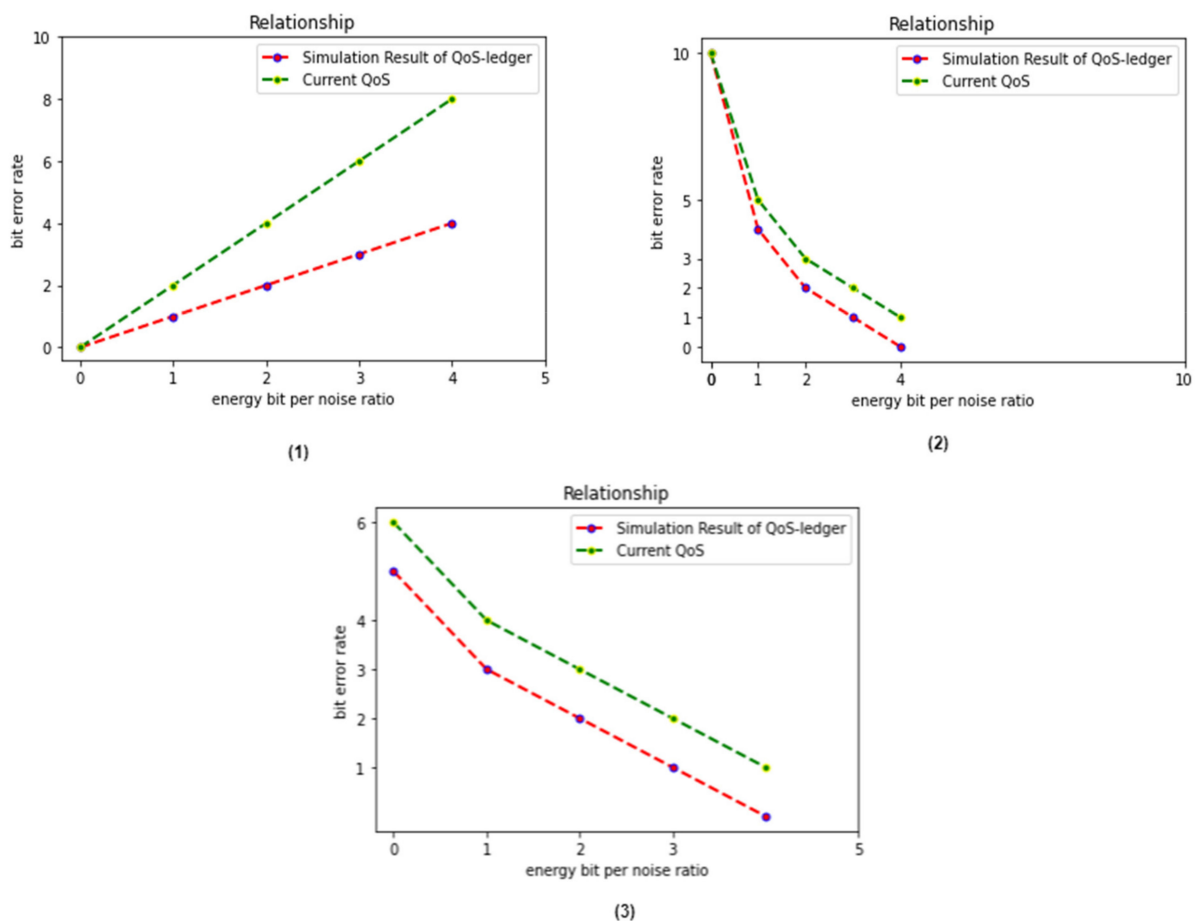 Relationship
10
8
6
4
2
0
bit error rate
Simulation Result of QoS-ledger
Current QoS
0 1 2 3 4 5
energy bit per noise ratio
(1)
Relationship
10
5
3
2
1
0
bit error rate
Simulation Result of QoS-ledger
Current QoS
0 1 2 4 10
energy bit per noise ratio
(2)
Relationship
6
4
3
2
1
bit error rate
Simulation Result of QoS-ledger
Current QoS
0 1 2 3 5
energy bit per noise ratio
(3)